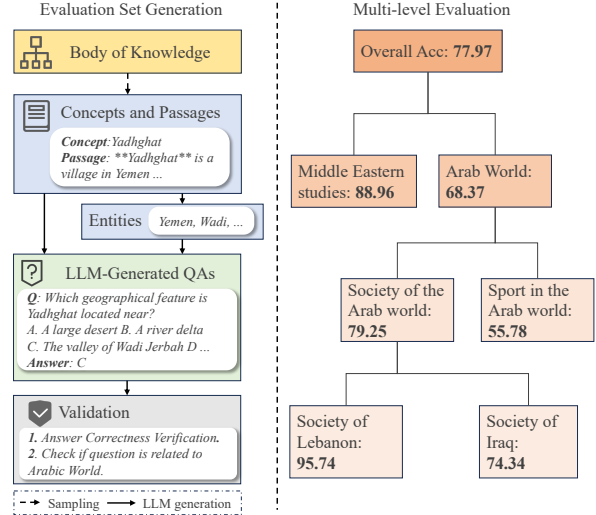 Evaluation Set Generation
Body of Knowledge
Concepts and Passages
Concept:Yadhghat
Passage: **Yadhghat** is a
village in Yemen ...
Entities
Yemen, Wadi, ...
LLM-Generated QAs
Q: Which geographical feature is
Yadhghat located near?
A. A large desert B. A river delta
C. The valley of Wadi Jerbah D ...
Answer: C
Validation
1. Answer Correctness Verification.
2. Check if question is related to
Arabic World.
Sampling
LLM generation
Multi-level Evaluation
Overall Acc: 77.97
Middle Eastern
studies: 88.96
Arab World:
68.37
Society of the
Arab world:
79.25
Sport in the
Arab world:
55.78
Society of
Lebanon:
95.74
Society of
Iraq:
74.34